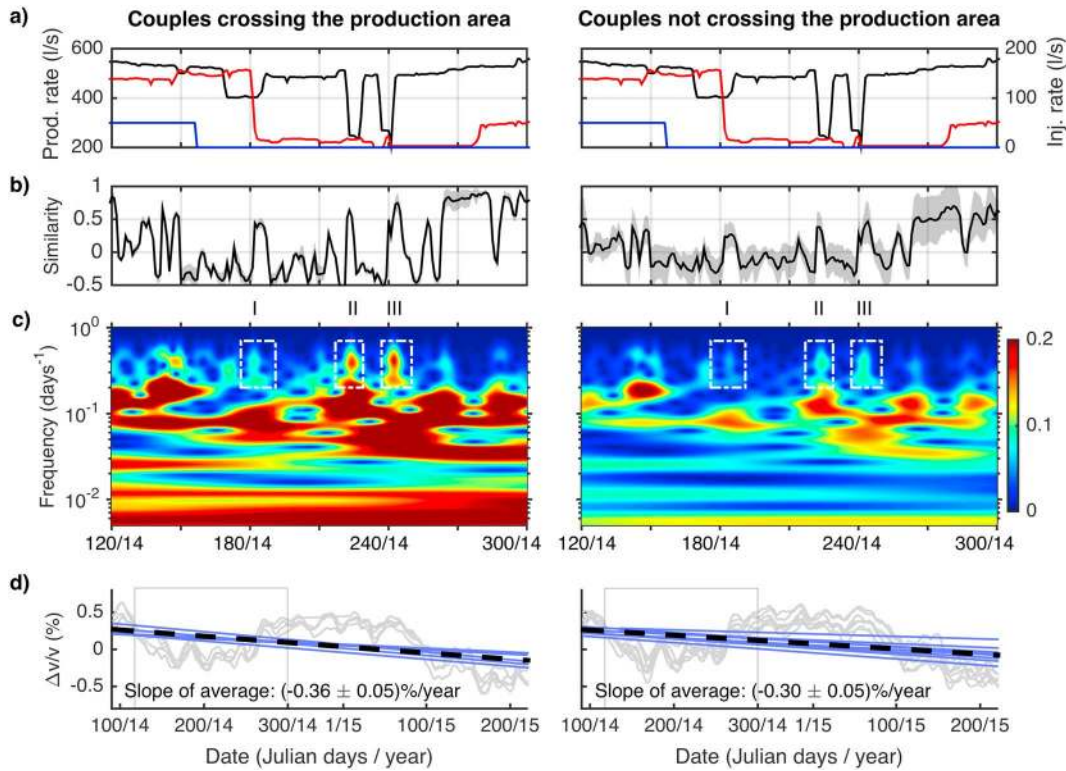 a) Couples crossing the production area Couples not crossing the production area
Prod. rate (l/s)
600
400
200
200
100
0
Inj. rate (l/s)
b)
Similarity
1
0.5
0
-0.5
I II III I II III
c)
Frequency (days⁻¹)
10⁰
10⁻¹
10⁻²
0.2
0.1
0
120/14 180/14 240/14 300/14 120/14 180/14 240/14 300/14
d)
Δv/v (%)
0.5
0
-0.5
Slope of average: (-0.36 ± 0.05)%/year Slope of average: (-0.30 ± 0.05)%/year
100/14 200/14 300/14 1/15 100/15 200/15 100/14 200/14 300/14 1/15 100/15 200/15
Date (Julian days / year) Date (Julian days / year)